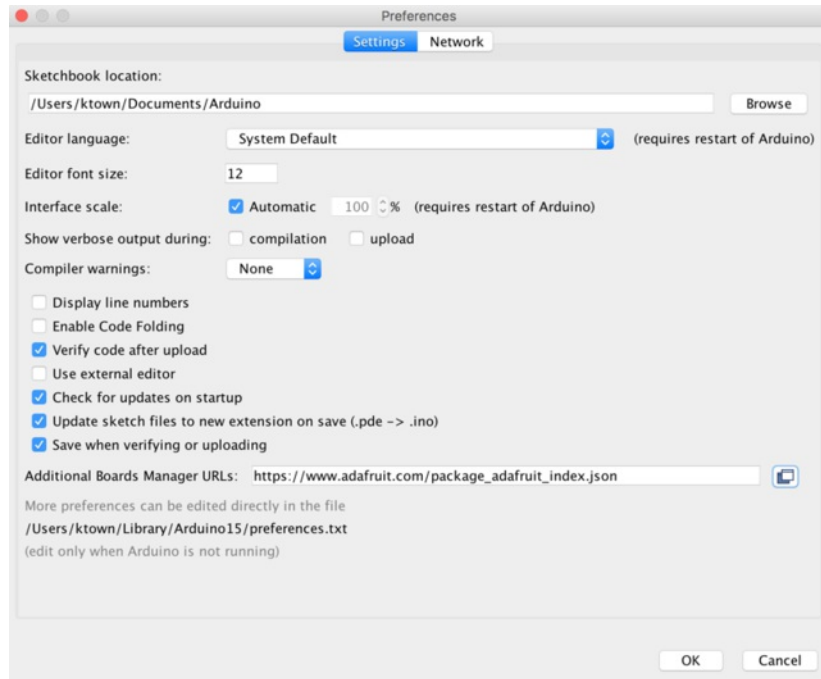 Preferences
Settings Network
Sketchbook location:
/Users/ktown/Documents/Arduino Browse
Editor language: System Default (requires restart of Arduino)
Editor font size: 12
Interface scale: Automatic 100 % (requires restart of Arduino)
Show verbose output during: compilation upload
Compiler warnings: None
Display line numbers
Enable Code Folding
Verify code after upload
Use external editor
Check for updates on startup
Update sketch files to new extension on save (.pde -> .ino)
Save when verifying or uploading
Additional Boards Manager URLs: https://www.adafruit.com/package_adafruit_index.json
More preferences can be edited directly in the file
/Users/ktown/Library/Arduino15/preferences.txt
(edit only when Arduino is not running)
OK Cancel